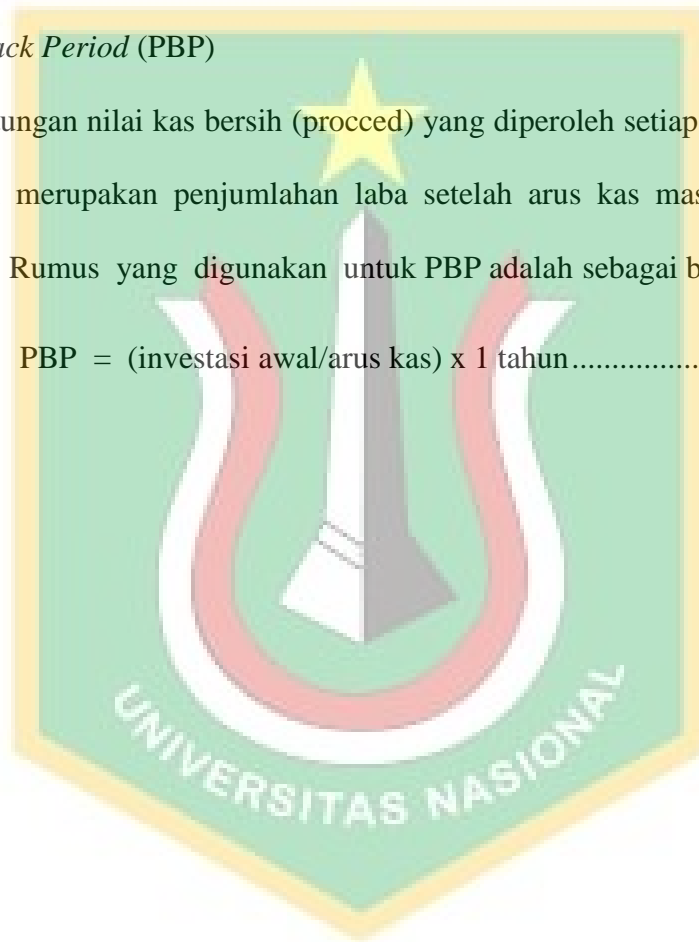 ack Period (PBP)
ungan nilai kas bersih (procced) yang diperoleh setiap
merupakan penjumlahan laba setelah arus kas mas
Rumus yang digunakan untuk PBP adalah sebagai b
PBP = (investasi awal/arus kas) x 1 tahun................
UNIVERSITAS NASIONAL